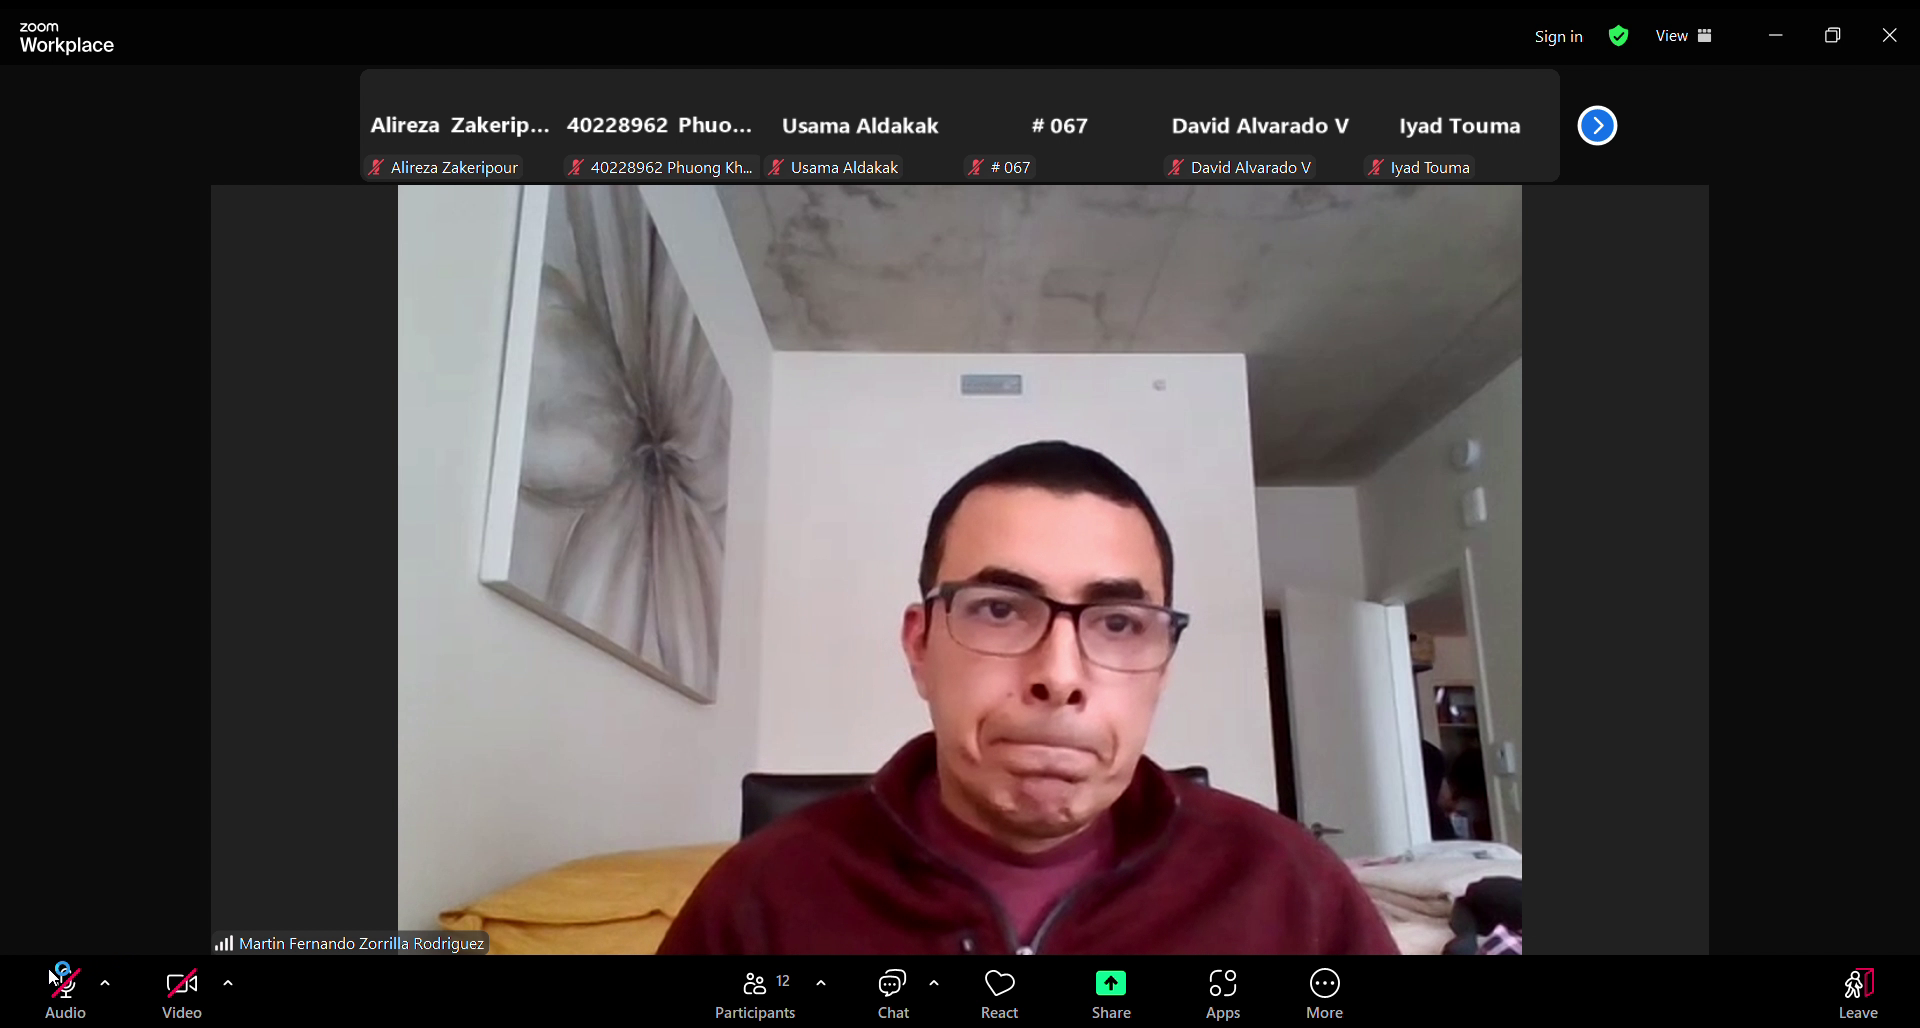 zoom
Workplace
Sign in
View
Alireza Zakerip...
40228962 Phuo...
Usama Aldakak
# 067
David Alvarado V
Iyad Touma
Alireza Zakeripour
40228962 Phuong Kh...
Usama Aldakak
# 067
David Alvarado V
Iyad Touma
Martin Fernando Zorrilla Rodriguez
Audio
Video
12
Participants
Chat
React
Share
Apps
More
Leave